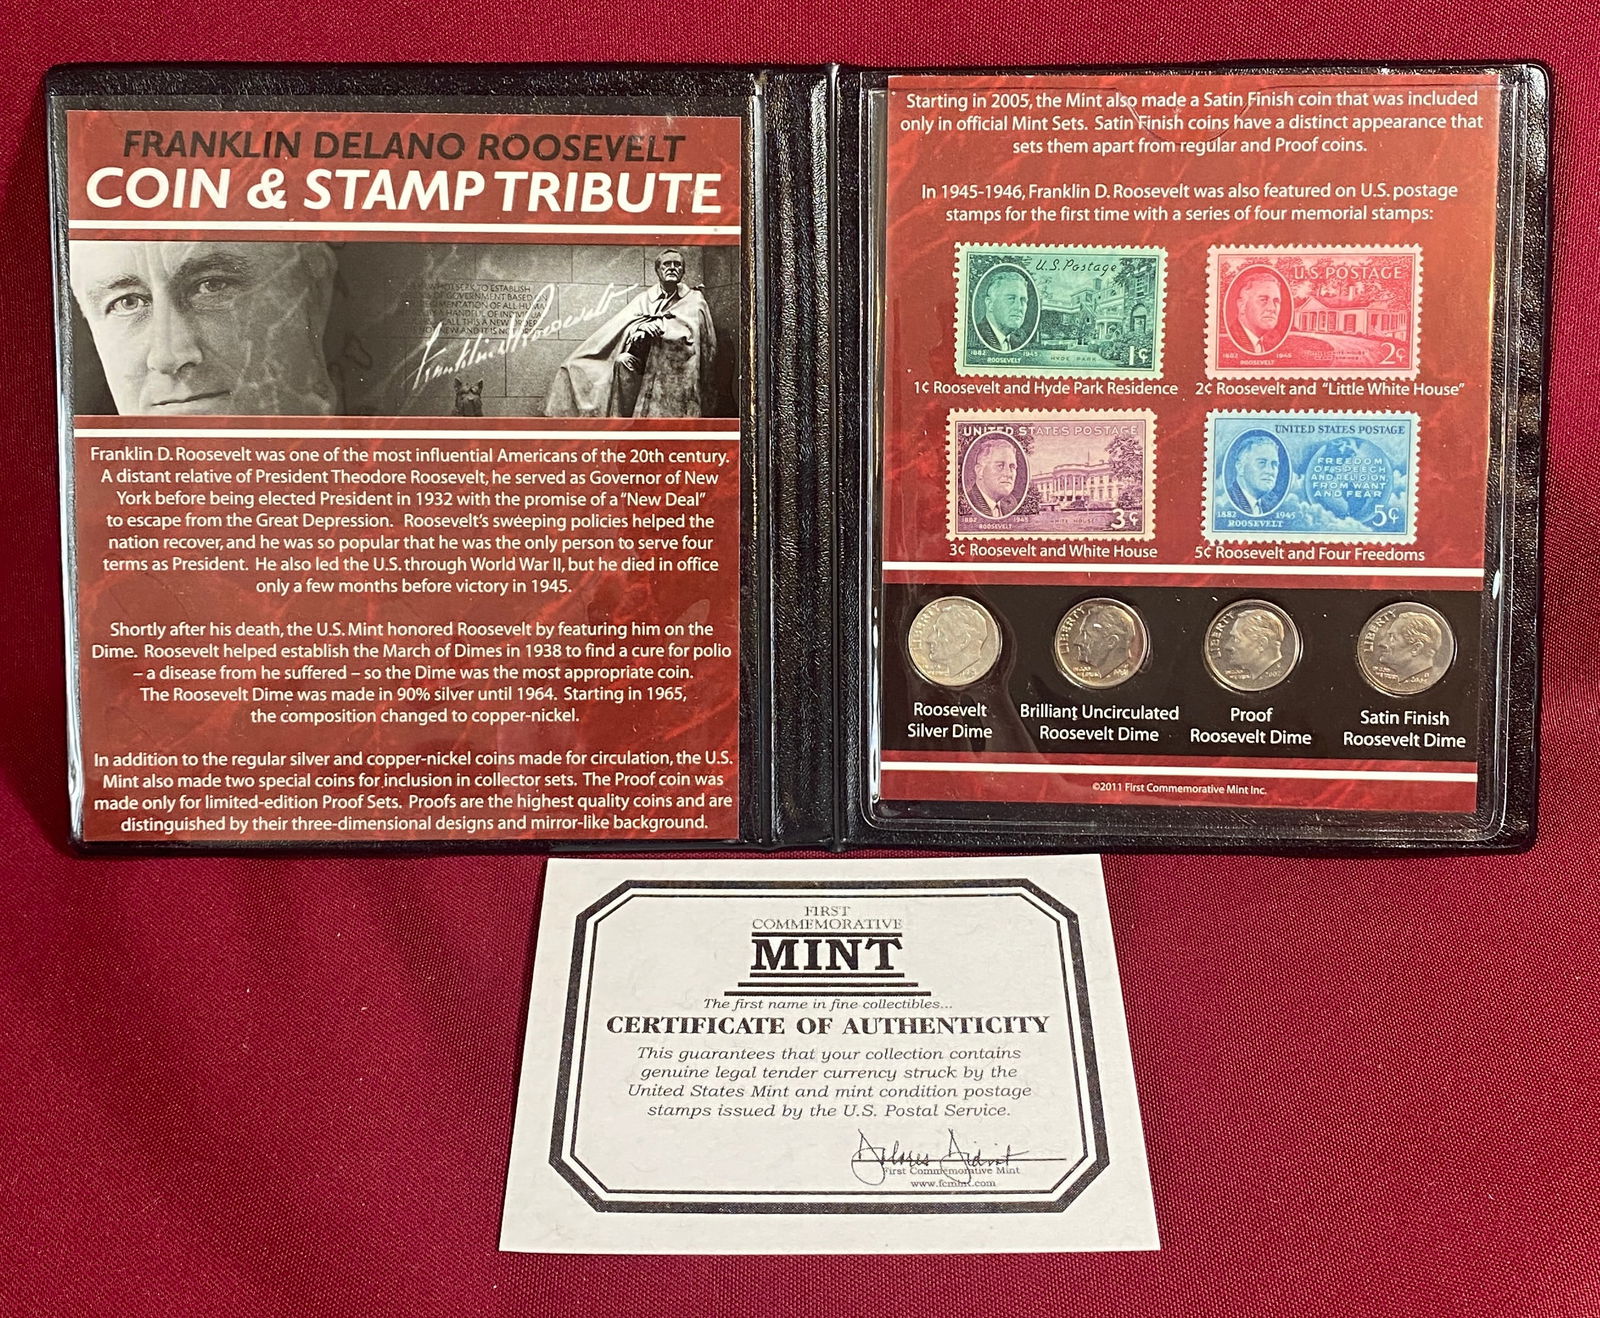 FRANKLIN DELANO ROOSEVELT
COIN & STAMP TRIBUTE
Franklin D. Roosevelt was one of the most influential Americans of the 20th century.
A distant relative of President Theodore Roosevelt, he served as Governor of New
York before being elected President in 1932 with the promise of a "New Deal"
to escape from the Great Depression. Roosevelt's sweeping policies helped the
nation recover, and he was so popular that he was the only person to serve four
terms as President. He also led the U.S. through World War II, but he died in office
only a few months before victory in 1945.
Shortly after his death, the U.S. Mint honored Roosevelt by featuring him on the
Dime. Roosevelt helped establish the March of Dimes in 1938 to find a cure for polio
– a disease from he suffered – so the Dime was the most appropriate coin.
The Roosevelt Dime was made in 90% silver until 1964. Starting in 1965,
the composition changed to copper-nickel.
In addition to the regular silver and copper-nickel coins made for circulation, the U.S.
Mint also made two special coins for inclusion in collector sets. The Proof coin was
made only for limited-edition Proof Sets. Proofs are the highest quality coins and are
distinguished by their three-dimensional designs and mirror-like background.
Starting in 2005, the Mint also made a Satin Finish coin that was included
only in official Mint Sets. Satin Finish coins have a distinct appearance that
sets them apart from regular and Proof coins.
In 1945-1946, Franklin D. Roosevelt was also featured on U.S. postage
stamps for the first time with a series of four memorial stamps:
U.S. Postage
1882 1945
ROOSEVELT
HYDE PARK
1¢
U.S. POSTAGE
1882 1945
ROOSEVELT
2¢
1¢ Roosevelt and Hyde Park Residence
2¢ Roosevelt and "Little White House"
UNITED STATES POSTAGE
1882 1945
ROOSEVELT
WHITE HOUSE
3¢
UNITED STATES POSTAGE
FREEDOM
OF SPEECH
AND RELIGION,
FROM WANT
AND FEAR
1882 1945
ROOSEVELT
5¢
3¢ Roosevelt and White House
5¢ Roosevelt and Four Freedoms
LIBERTY
LIBERTY
LIBERTY
LIBERTY
Roosevelt
Silver Dime
Brilliant Uncirculated
Roosevelt Dime
Proof
Roosevelt Dime
Satin Finish
Roosevelt Dime
©2011 First Commemorative Mint Inc.
FIRST
COMMEMORATIVE
MINT
The first name in fine collectibles...
CERTIFICATE OF AUTHENTICITY
This guarantees that your collection contains
genuine legal tender currency struck by the
United States Mint and mint condition postage
stamps issued by the U.S. Postal Service.
First Commemorative Mint
www.fcmint.com